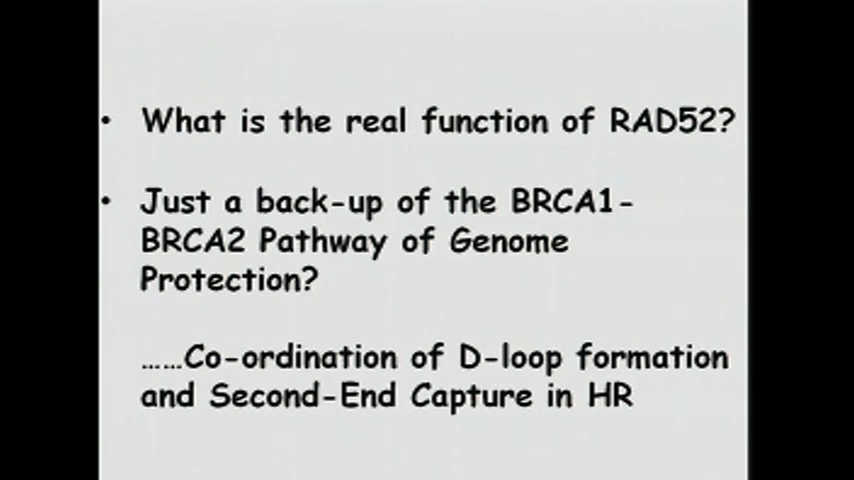 • What is the real function of RAD52?
• Just a back-up of the BRCA1-
BRCA2 Pathway of Genome
Protection?
……Co-ordination of D-loop formation
and Second-End Capture in HR